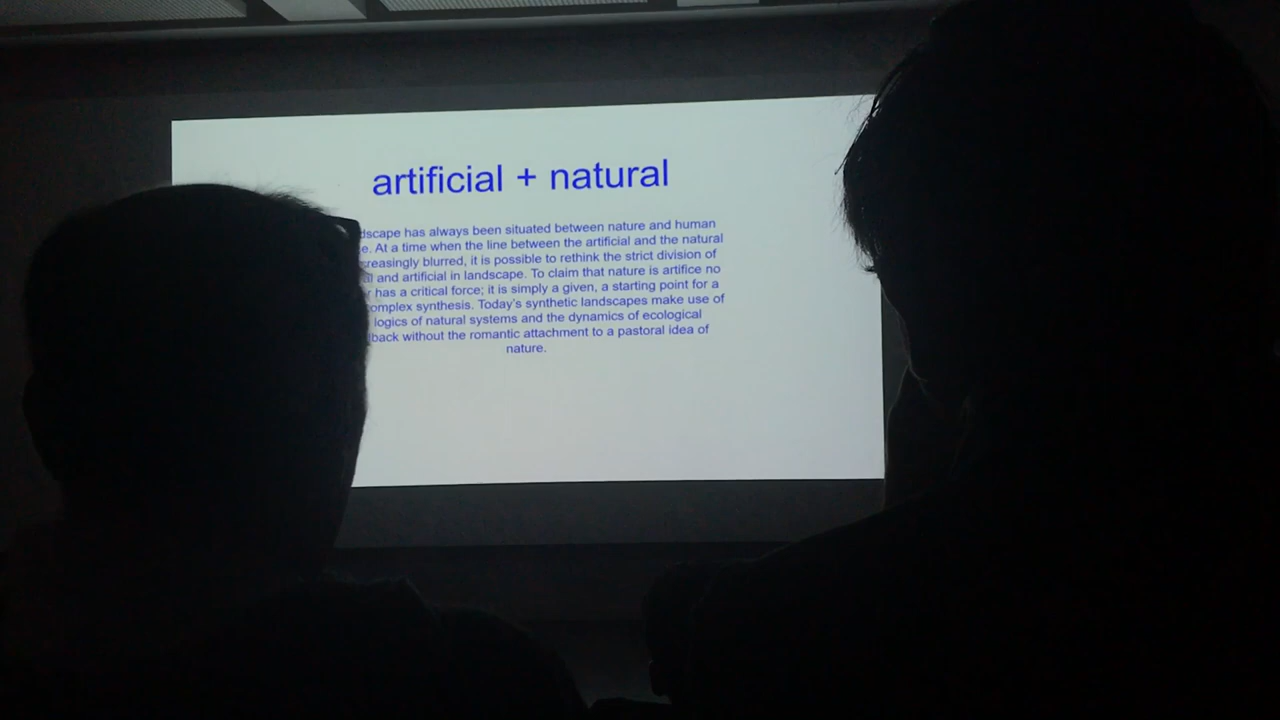 artificial + natural
dscape has always been situated between nature and human
e. At a time when the line between the artificial and the natural
reasingly blurred, it is possible to rethink the strict division of
al and artificial in landscape. To claim that nature is artifice no
r has a critical force; it is simply a given, a starting point for a
omplex synthesis. Today's synthetic landscapes make use of
logics of natural systems and the dynamics of ecological
back without the romantic attachment to a pastoral idea of
nature.